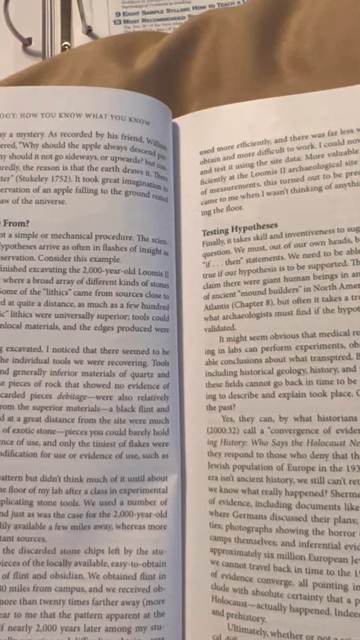 9 EIGHT SAMPLE SYLLABI: HOW TO TEACH A
13 MOST RECOMMENDED
OGY: HOW YOU KNOW WHAT YOU KNOW
ay a mystery. As recorded by his friend, William
ered, "Why should the apple always descend
hy should it not go sideways, or upwards?
redly, the reason is that the earth draws it.
ter" (Stukeley 1752). It took great imagination
ervation of an apple falling to the ground
law of the universe.
From?
ot a simple or mechanical procedure. The scien-
ypotheses arrive as often in flashes of insight as
servation. Consider this example.
inished excavating the 2,000-year-old Loomis II
where a broad array of different kinds of stones
ome of the "lithics" came from sources close to
d at quite a distance, as much as a few hundred
ic" lithics were universally superior; tools could
nlocal materials, and the edges produced were
g excavated, I noticed that there seemed to be
he individual tools we were recovering. Tools
nd generally inferior materials of quartz and
e pieces of rock that showed no evidence of
carded pieces debitage—were also relatively
rom the superior materials—a black flint and
d at a great distance from the site were much
of exotic stone—pieces you could barely hold
nce of use, and only the tiniest of flakes were
odification for use or evidence of use, such as
attern but didn't think much of it until about
he floor of my lab after a class in experimental
plicating stone tools. We used a number of
nd just as was the case for the 2,000-year-old
dily available a few miles away, whereas more
tant sources.
the discarded stone chips left by the stu-
ieces of the locally available, easy-to-obtain
of flint and obsidian. We obtained flint in
80 miles from campus, and we received ob-
more than twenty times farther away (more
ear to me that the pattern apparent at the
f nearly 2,000 years later among my stu-
used more efficiently, and there was far less
obtain and more difficult to work. I could now
and test it using the site data: More valuable
ficiently at the Loomis II archaeological site
of measurements, this turned out to be
came to me when I wasn't thinking of anything
ing the floor.
Testing Hypotheses
Finally, it takes skill and inventiveness to sug
question. We must, out of our own heads, b
"if . . . then" statements. We need to be able
true if our hypothesis is to be supported. Th
claim there were giant human beings in an
of ancient "mound builders" in North Amer
Atlantis (Chapter 8), but often it takes a
what archaeologists must find if the hypot
validated.
It might seem obvious that medical
ing in labs can perform experiments, ob
able conclusions about what transpired.
including historical geology, history, and
these fields cannot go back in time to be
ing to describe and explain took place. C
the past?
Yes, they can, by what historians
(2000:32) call a "convergence of eviden
ing History: Who Says the Holocaust Ne
they respond to those who deny that th
Jewish population of Europe in the 193
era isn't ancient history, we still can't ret
we know what really happened? Sherm
of evidence, including documents like
where Germans discussed their plans,
ties; photographs showing the horror
camps themselves; and inferential evid
approximately six million European Je
we cannot travel back in time to the 1
of evidence converge, all pointing in
clude with absolute certainty that a
Holocaust—actually happened. Indeed
and prehistory.
Ultimately, whether or not a